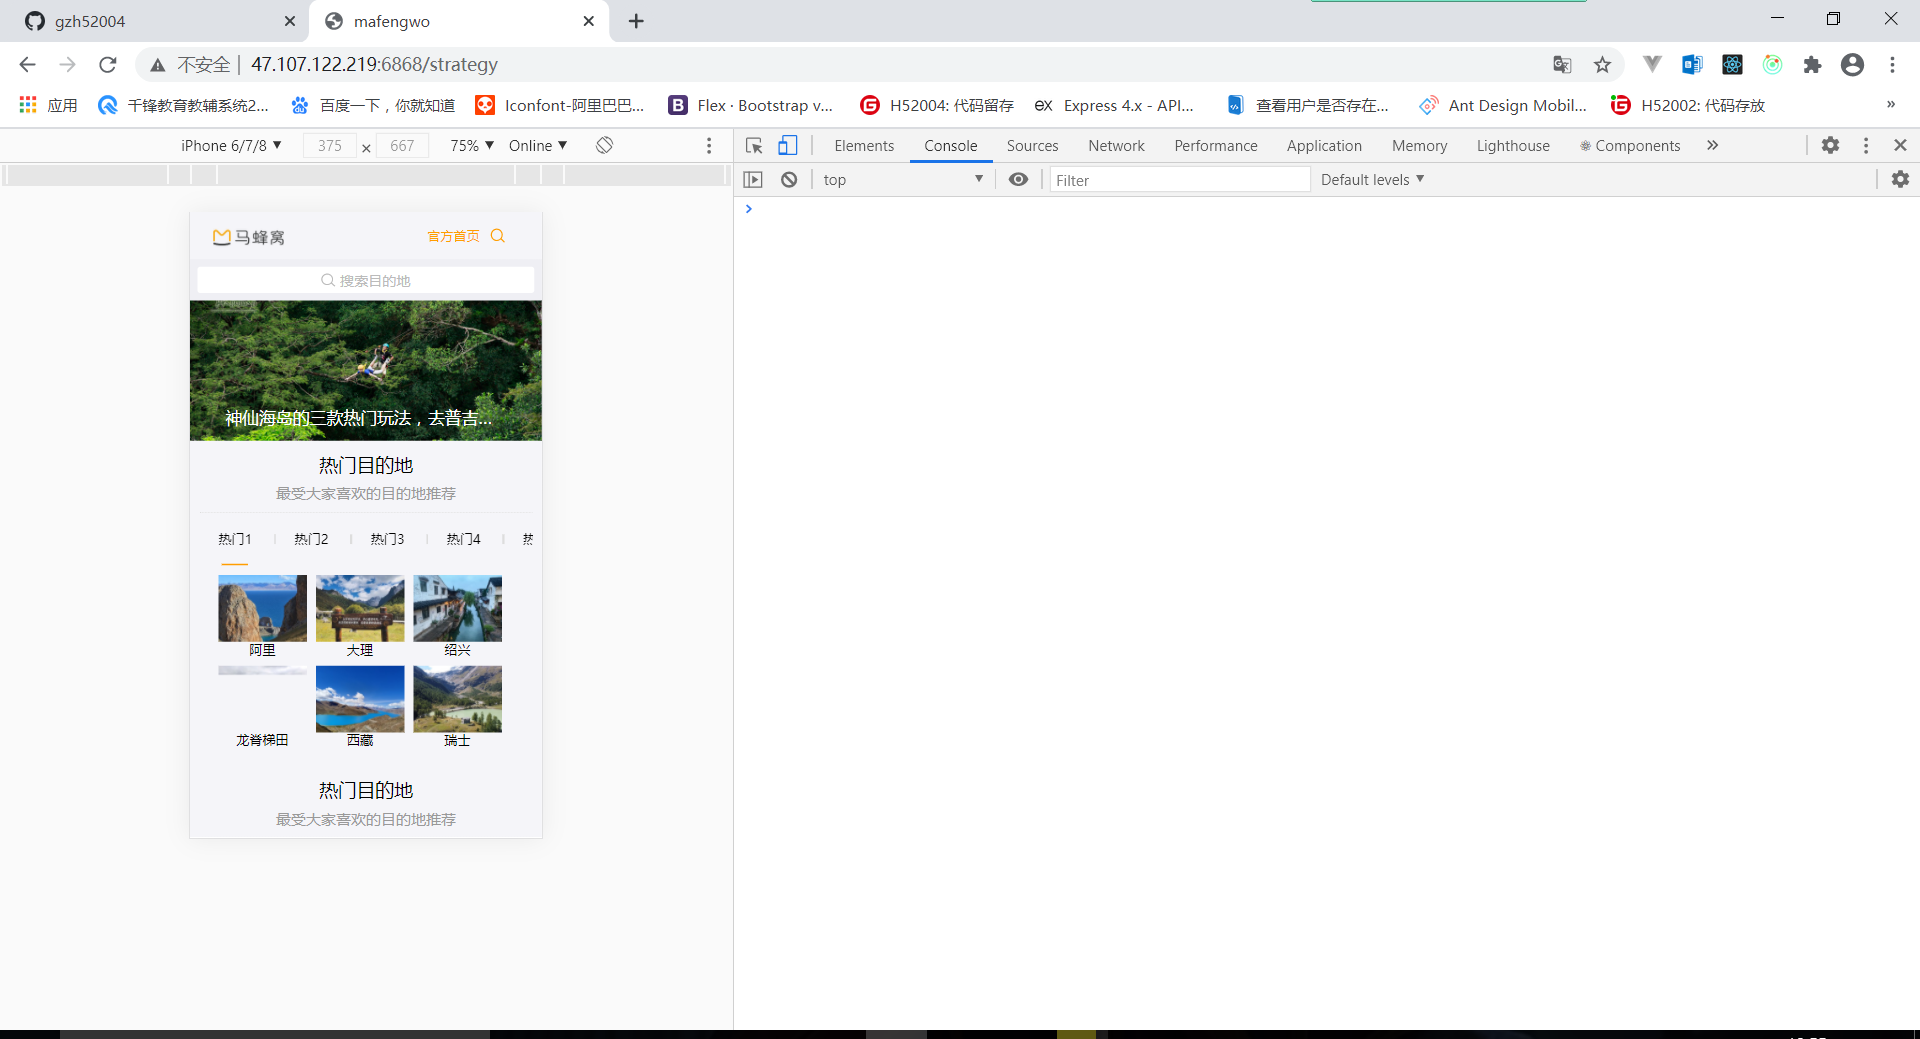 gzh52004
mafengwo
不安全 | 47.107.122.219:6868/strategy
应用 千锋教育教辅系统2... 百度一下，你就知道 Iconfont-阿里巴巴... Flex · Bootstrap v... H52004: 代码留存 Express 4.x - API... 查看用户是否存在... Ant Design Mobil... H52002: 代码存放 »
iPhone 6/7/8 ▼ 375 × 667 75% ▼ Online ▼
Elements Console Sources Network Performance Application Memory Lighthouse Components »
top ▼ Filter Default levels ▼
马蜂窝 官方首页
搜索目的地
神仙海岛的三款热门玩法，去普吉...
热门目的地
最受大家喜欢的目的地推荐
热门1 热门2 热门3 热门4
阿里 大理 绍兴
龙脊梯田 西藏 瑞士
热门目的地
最受大家喜欢的目的地推荐